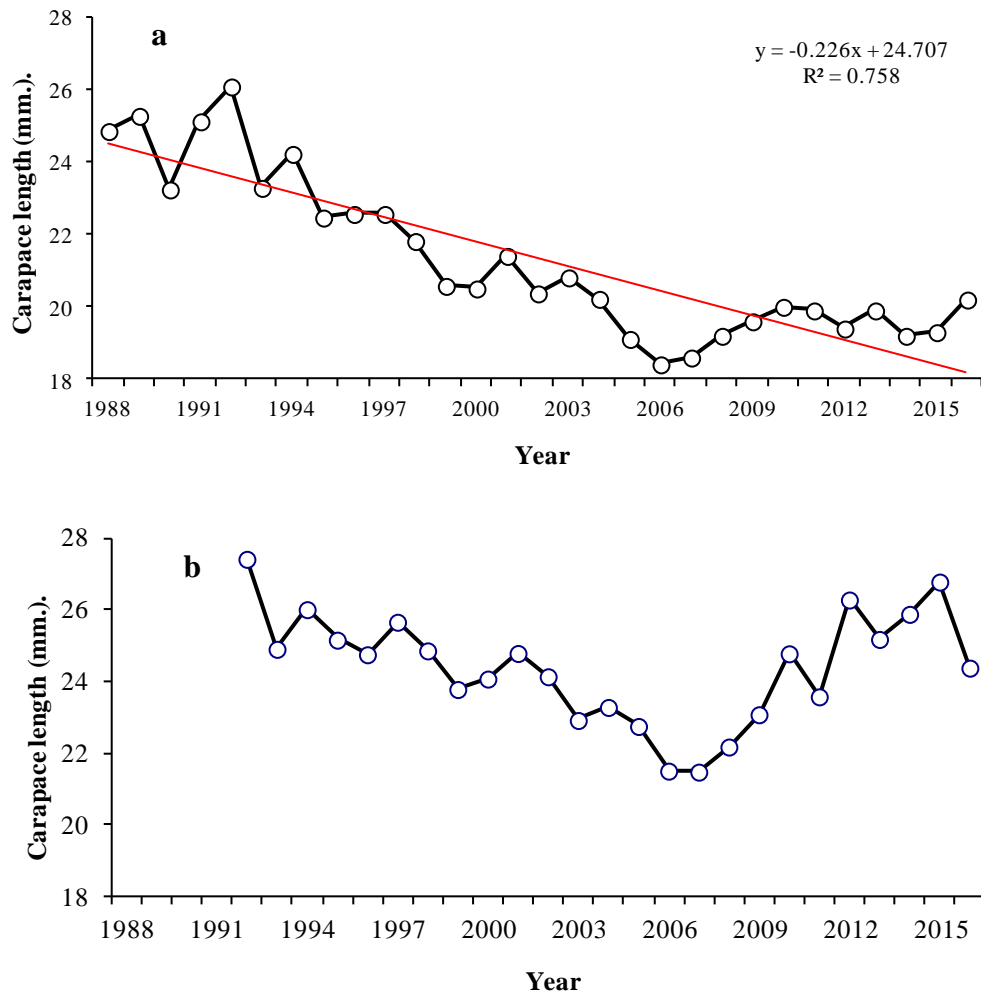 28
a
y = -0.226x + 24.707
R² = 0.758
26
24
22
20
18
Carapace length (mm.).
1988 1991 1994 1997 2000 2003 2006 2009 2012 2015
Year
28
b
26
24
22
20
18
Carapace length (mm.).
1988 1991 1994 1997 2000 2003 2006 2009 2012 2015
Year